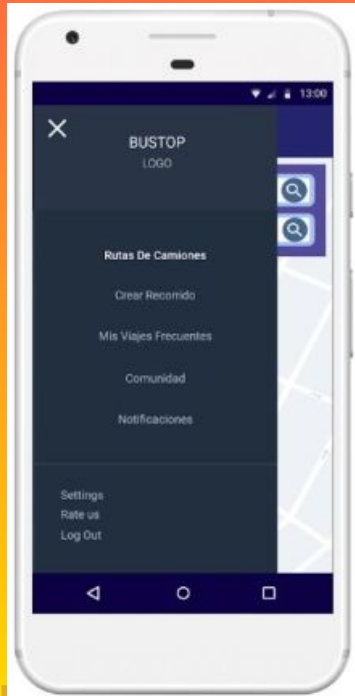 13:00
BUSTOP
LOGO
Rutas De Camiones
Crear Recorrido
Mis Viajes Frecuentes
Comunidad
Notificaciones
Settings
Rate us
Log Out